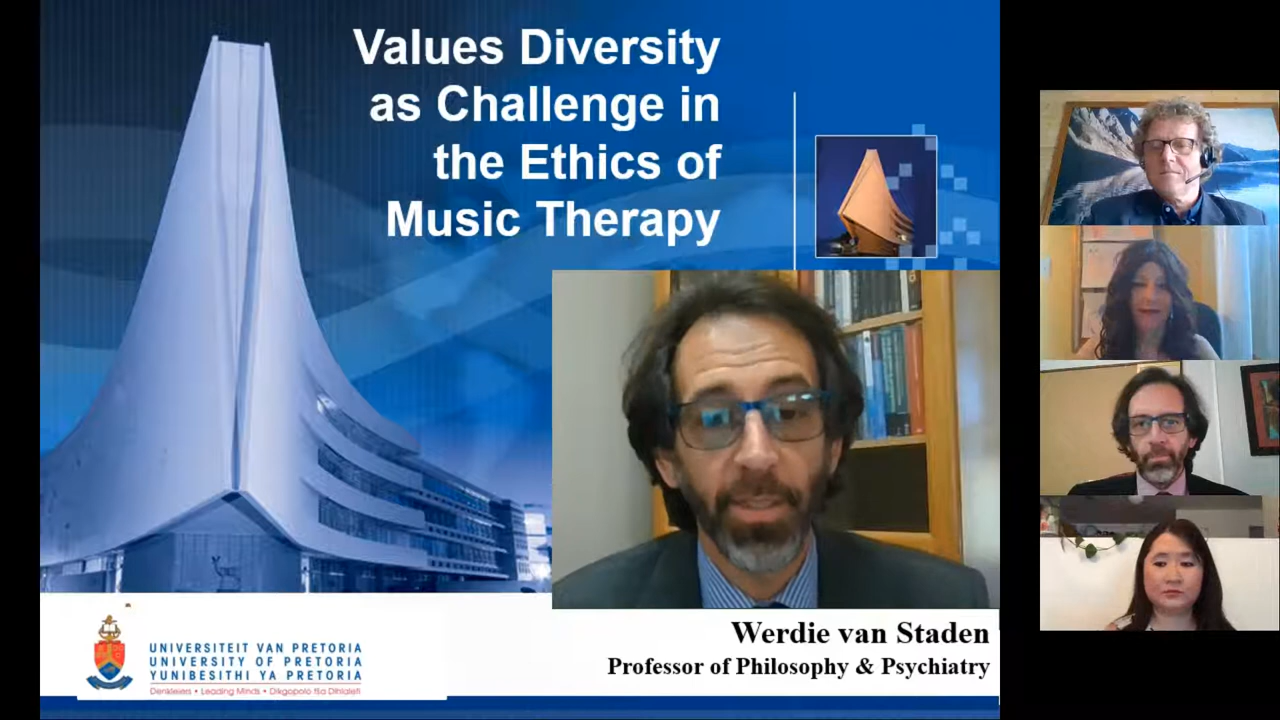 Values Diversity
as Challenge in
the Ethics of
Music Therapy
Werdie van Staden
Professor of Philosophy & Psychiatry
UNIVERSITEIT VAN PRETORIA
UNIVERSITY OF PRETORIA
YUNIBESITHI YA PRETORIA
Denkleiers • Leading Minds • Dikgopolo tša Dihlalefi